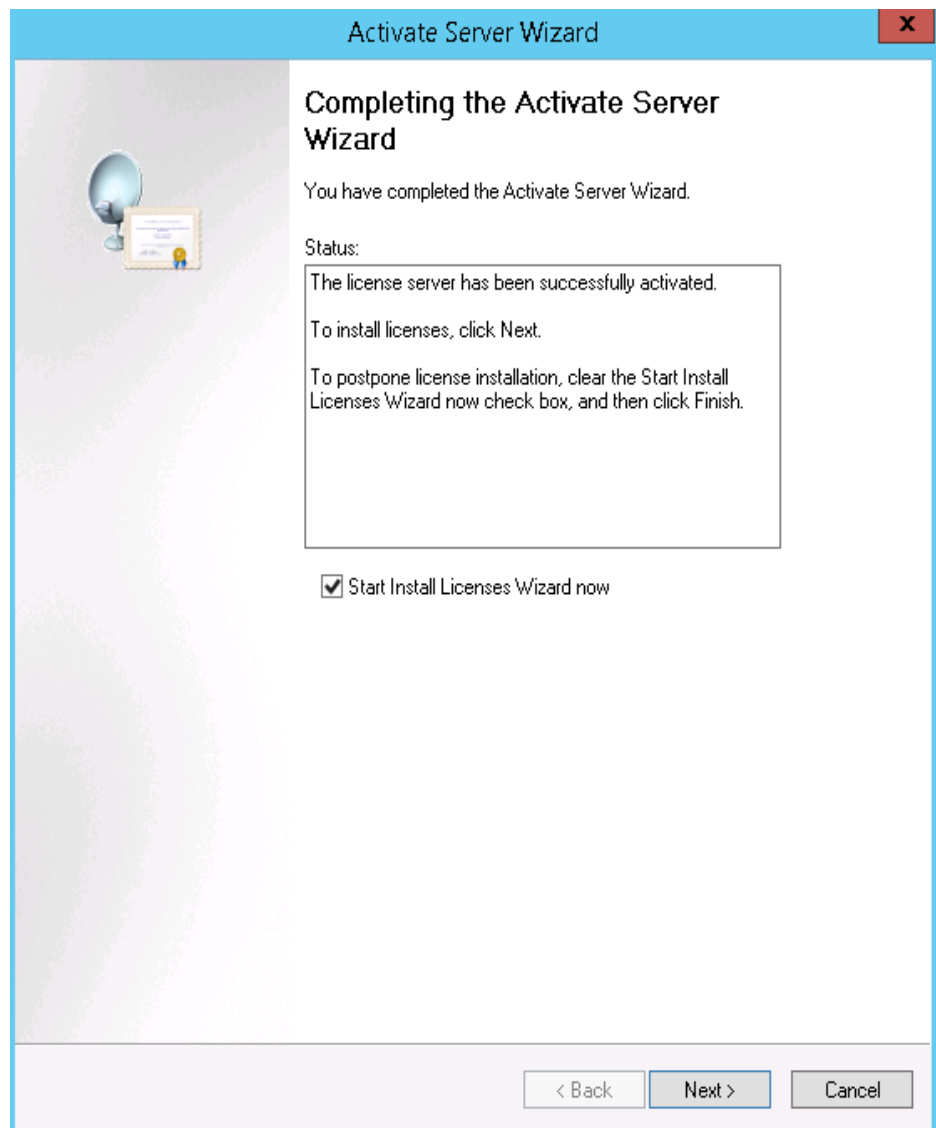 Activate Server Wizard
X
Completing the Activate Server
Wizard
You have completed the Activate Server Wizard.
Status:
The license server has been successfully activated.
To install licenses, click Next.
To postpone license installation, clear the Start Install
Licenses Wizard now check box, and then click Finish.
Start Install Licenses Wizard now
< Back
Next >
Cancel